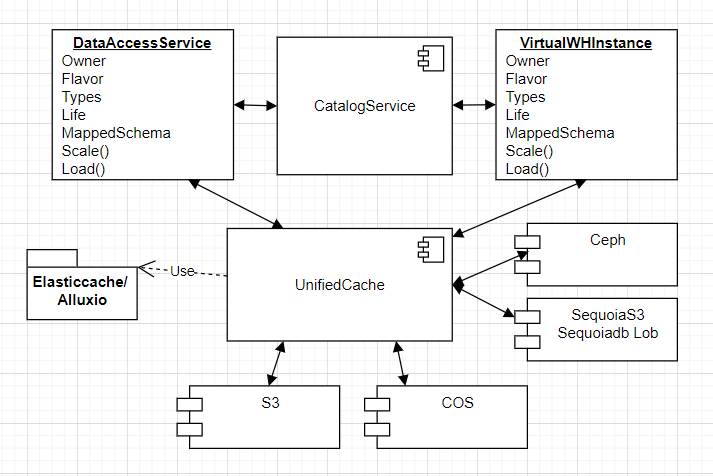 DataAccessService
Owner
Flavor
Types
Life
MappedSchema
Scale()
Load()
CatalogService
VirtualWHInstance
Owner
Flavor
Types
Life
MappedSchema
Scale()
Load()
Elasticcache/
Alluxio
Use
UnifiedCache
Ceph
SequoiaS3
Sequoiadb Lob
S3
COS